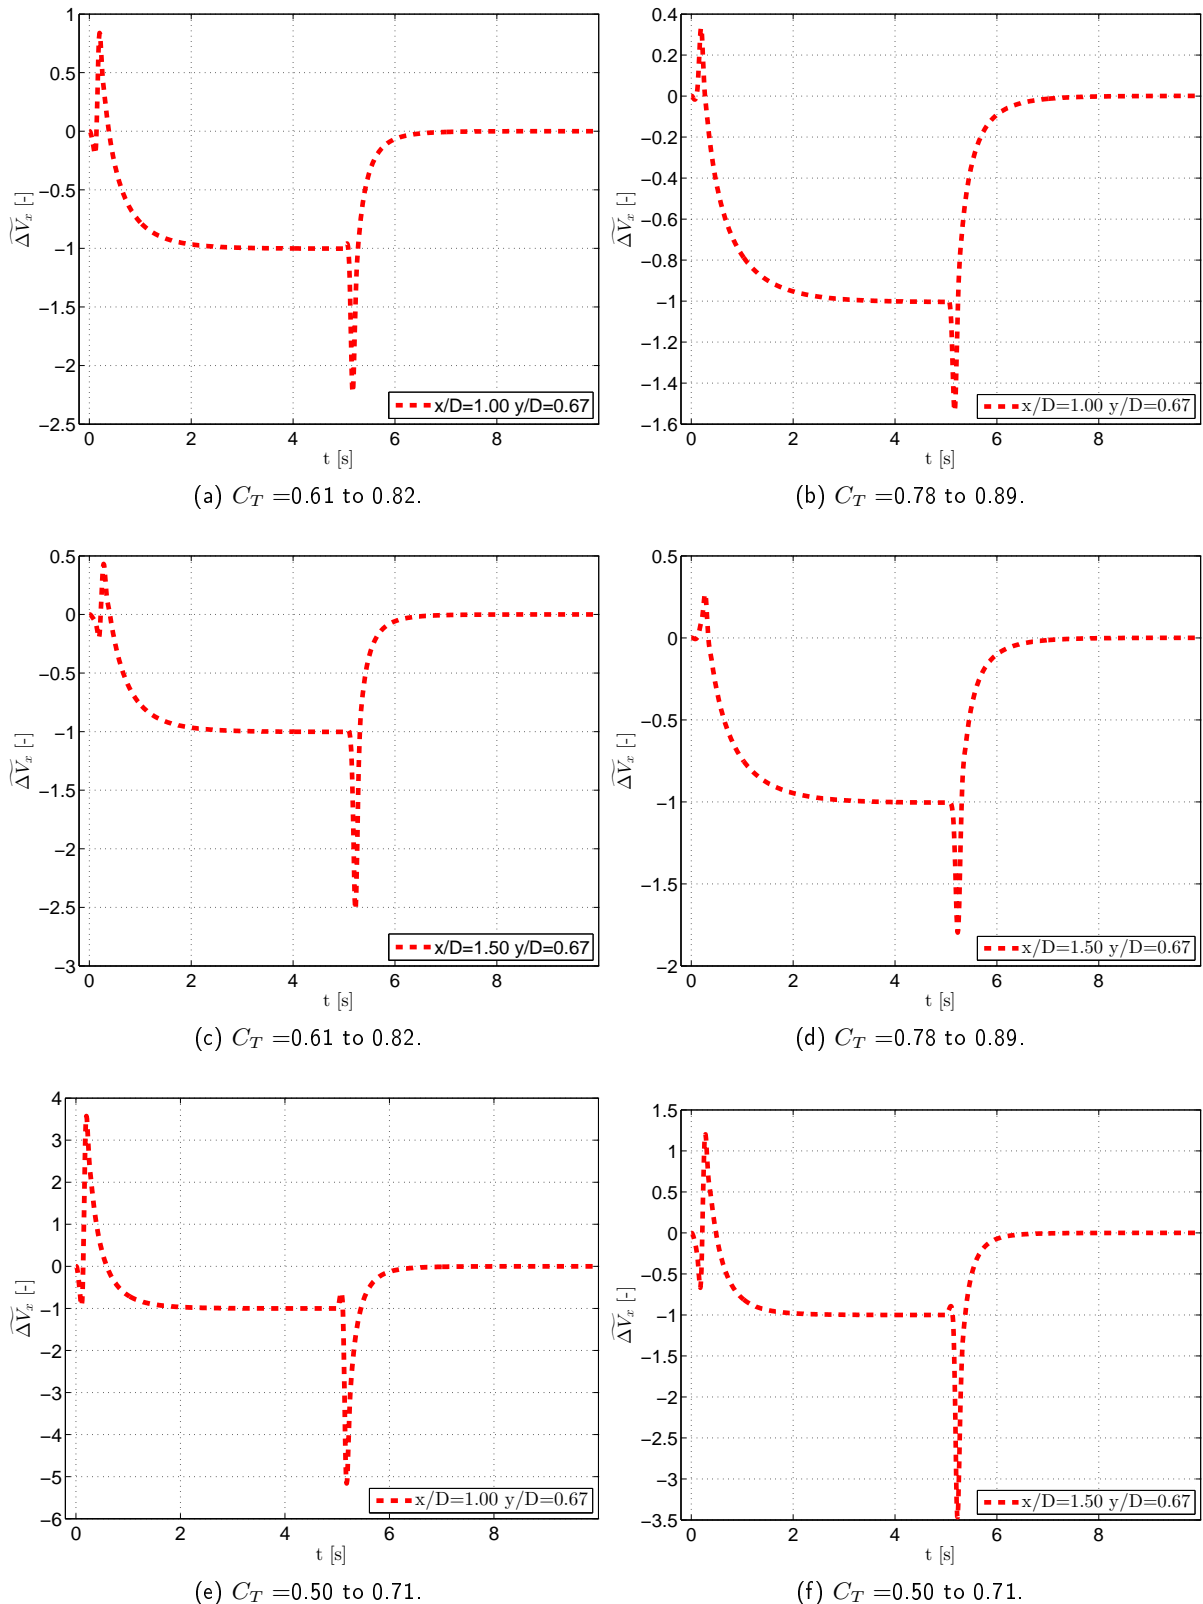 1
0.5
0
−0.5
−1
−1.5
−2
−2.5
0 2 4 6 8
t [s]
ΔṼₓ [-]
x/D=1.00 y/D=0.67
(a) C_T =0.61 to 0.82.
0.4
0.2
0
−0.2
−0.4
−0.6
−0.8
−1
−1.2
−1.4
−1.6
0 2 4 6 8
t [s]
ΔṼₓ [-]
x/D=1.00 y/D=0.67
(b) C_T =0.78 to 0.89.
0.5
0
−0.5
−1
−1.5
−2
−2.5
−3
0 2 4 6 8
t [s]
ΔṼₓ [-]
x/D=1.50 y/D=0.67
(c) C_T =0.61 to 0.82.
0.5
0
−0.5
−1
−1.5
−2
0 2 4 6 8
t [s]
ΔṼₓ [-]
x/D=1.50 y/D=0.67
(d) C_T =0.78 to 0.89.
4
3
2
1
0
−1
−2
−3
−4
−5
−6
0 2 4 6 8
t [s]
ΔṼₓ [-]
x/D=1.00 y/D=0.67
(e) C_T =0.50 to 0.71.
1.5
1
0.5
0
−0.5
−1
−1.5
−2
−2.5
−3
−3.5
0 2 4 6 8
t [s]
ΔṼₓ [-]
x/D=1.50 y/D=0.67
(f) C_T =0.50 to 0.71.